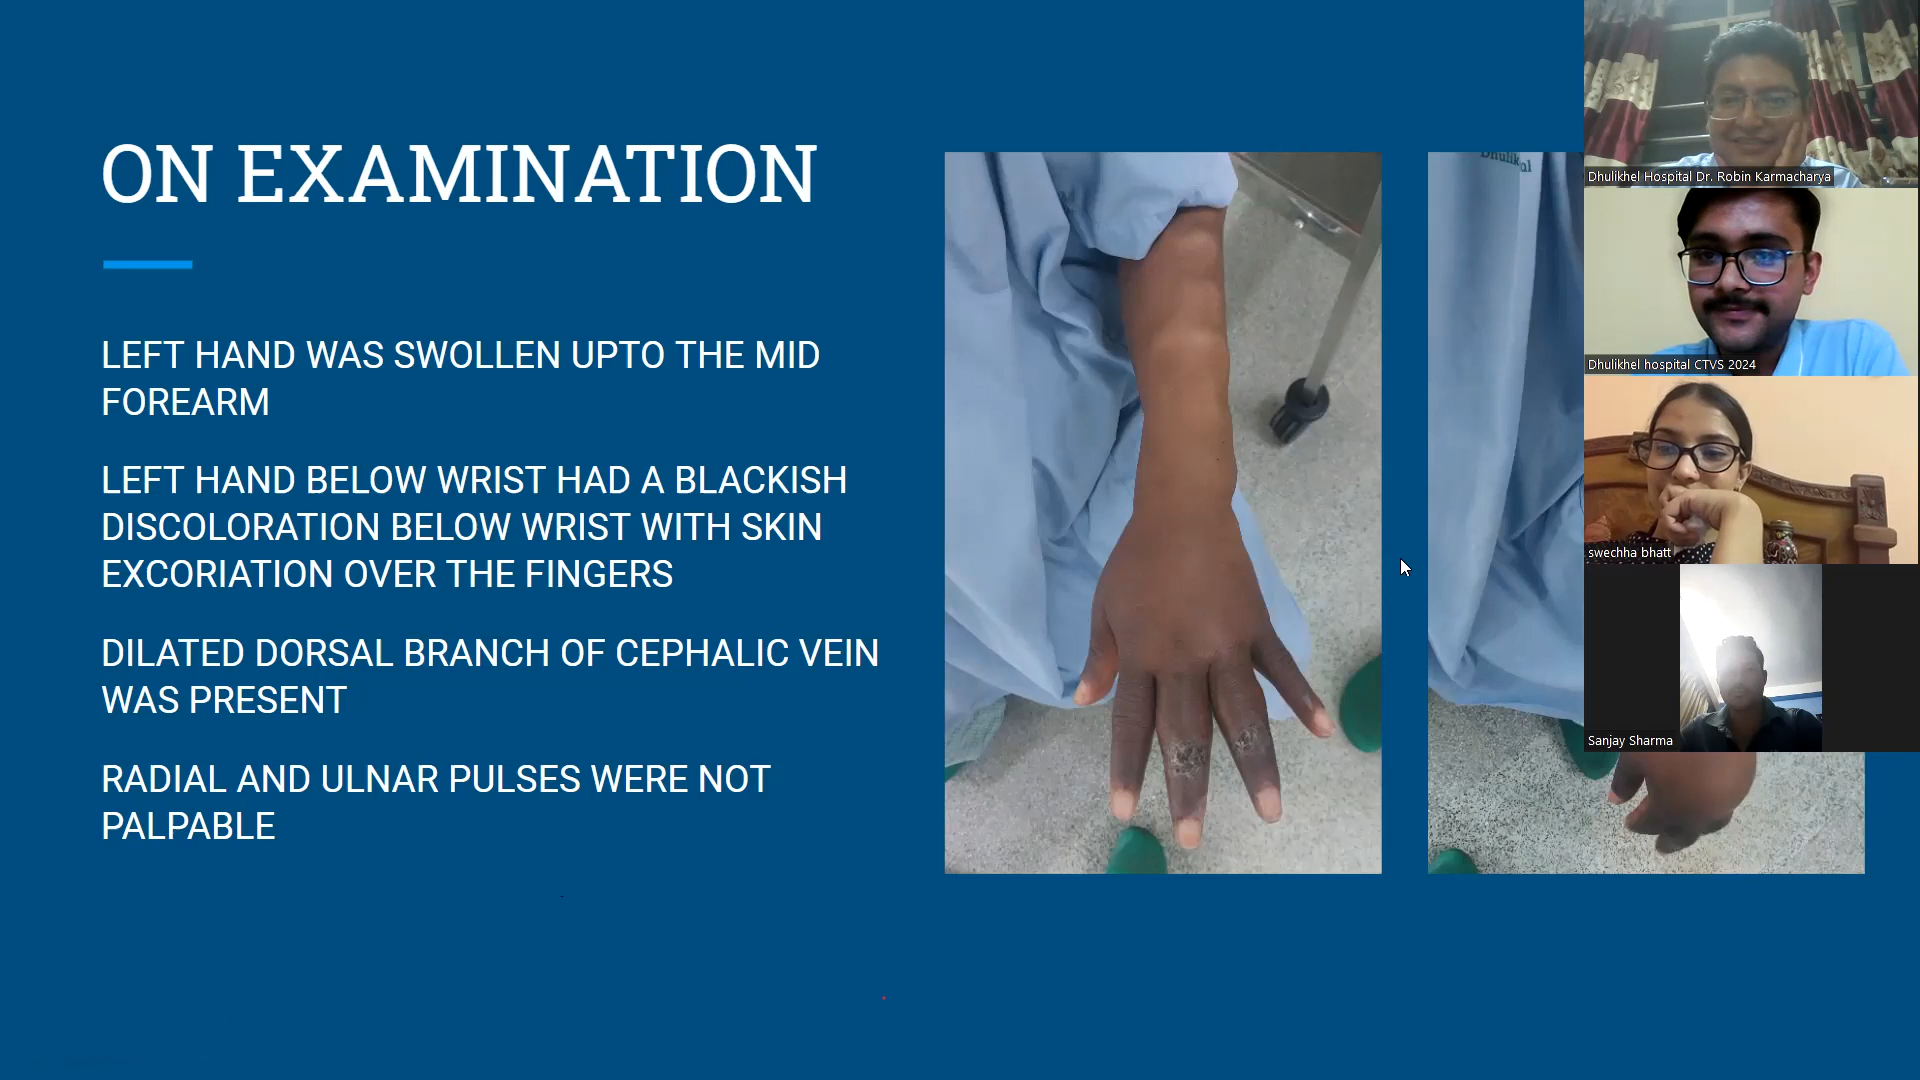 ON EXAMINATION
LEFT HAND WAS SWOLLEN UPTO THE MID
FOREARM
LEFT HAND BELOW WRIST HAD A BLACKISH
DISCOLORATION BELOW WRIST WITH SKIN
EXCORIATION OVER THE FINGERS
DILATED DORSAL BRANCH OF CEPHALIC VEIN
WAS PRESENT
RADIAL AND ULNAR PULSES WERE NOT
PALPABLE
Dhulikhel Hospital Dr. Robin Karmacharya
Dhulikhel hospital CTVS 2024
swechha bhatt
Sanjay Sharma